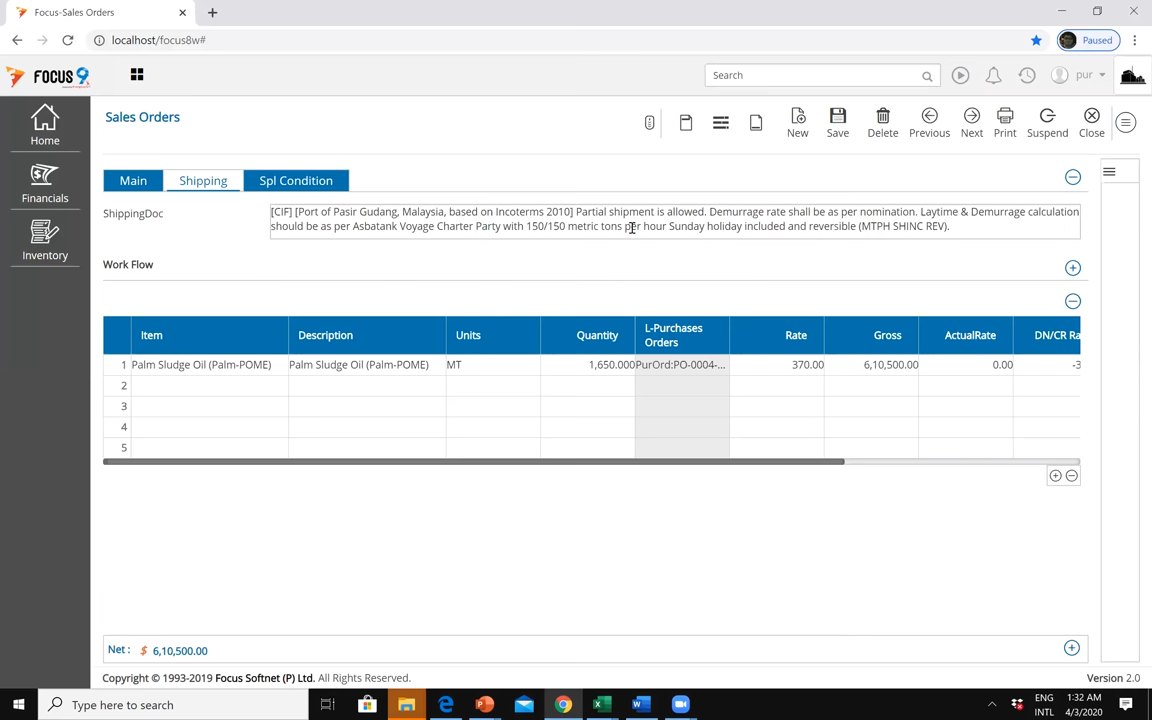 Focus-Sales Orders
localhost/focus8w#
Paused
FOCUS 9
Search
pur
Home
Financials
Inventory
Sales Orders
New
Save
Delete
Previous
Next
Print
Suspend
Close
Main
Shipping
Spl Condition
ShippingDoc
[CIF] [Port of Pasir Gudang, Malaysia, based on Incoterms 2010] Partial shipment is allowed. Demurrage rate shall be as per nomination. Laytime & Demurrage calculation
should be as per Asbatank Voyage Charter Party with 150/150 metric tons per hour Sunday holiday included and reversible (MTPH SHINC REV).
Work Flow
Item Description Units Quantity L-Purchases Orders Rate Gross ActualRate DN/CR Ra
1 Palm Sludge Oil (Palm-POME) Palm Sludge Oil (Palm-POME) MT 1,650.000 PurOrd:PO-0004-... 370.00 6,10,500.00 0.00 -3
2
3
4
5
Net : $ 6,10,500.00
Copyright © 1993-2019 Focus Softnet (P) Ltd. All Rights Reserved.
Version 2.0
Type here to search
ENG
INTL
1:32 AM
4/3/2020